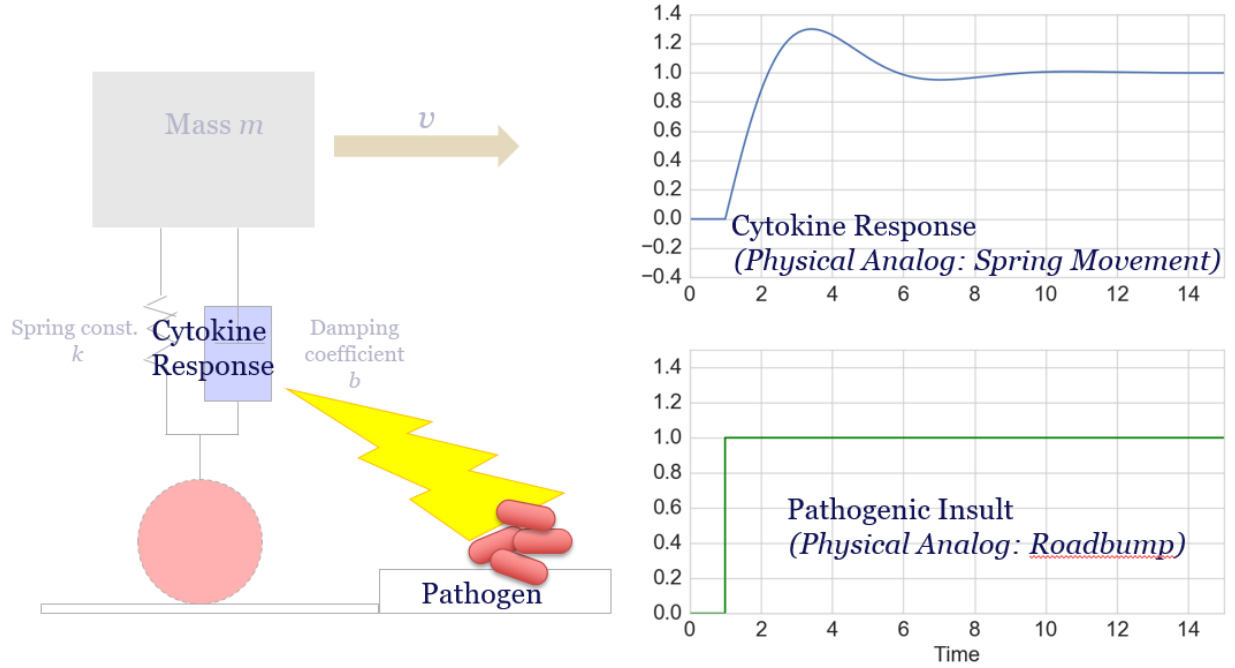 Mass m
v
Spring const.
k
Cytokine
Response
Damping
coefficient
b
Pathogen
1.4
1.2
1.0
0.8
0.6
0.4
0.2
0.0
−0.2
−0.4
Cytokine Response
(Physical Analog: Spring Movement)
0 2 4 6 8 10 12 14
1.4
1.2
1.0
0.8
0.6
0.4
0.2
0.0
Pathogenic Insult
(Physical Analog: Roadbump)
0 2 4 6 8 10 12 14
Time